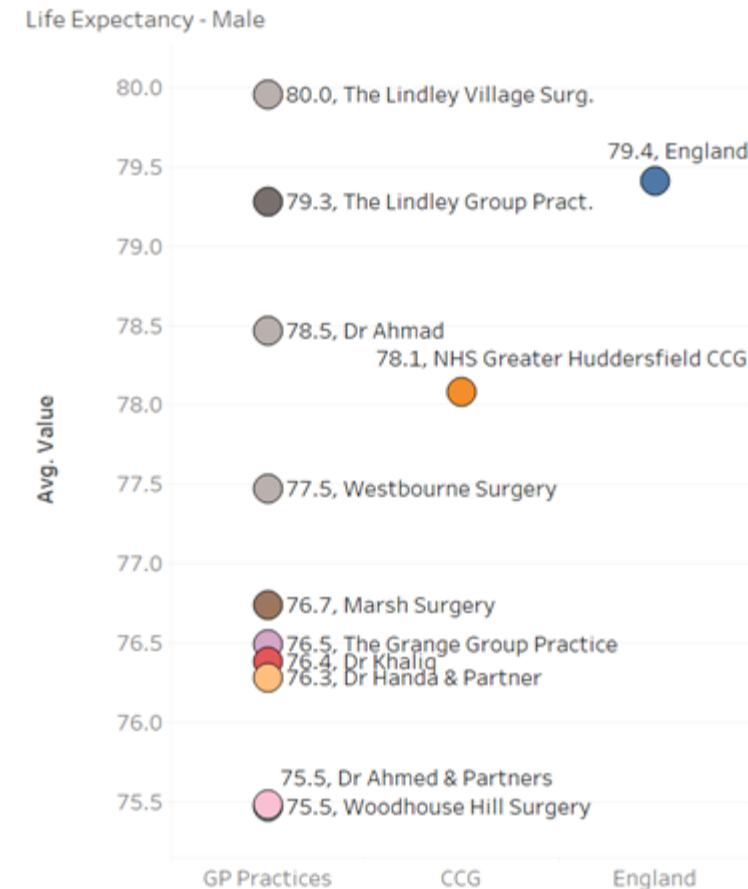 Life Expectancy - Male
80.0
80.0, The Lindley Village Surg.
79.4, England
79.5
79.3, The Lindley Group Pract.
79.0
78.5
78.5, Dr Ahmad
78.1, NHS Greater Huddersfield CCG
78.0
Avg. Value
77.5
77.5, Westbourne Surgery
77.0
76.7, Marsh Surgery
76.5
76.5, The Grange Group Practice
76.4, Dr Khaliq
76.3, Dr Handa & Partner
76.0
75.5, Dr Ahmed & Partners
75.5
75.5, Woodhouse Hill Surgery
GP Practices CCG England